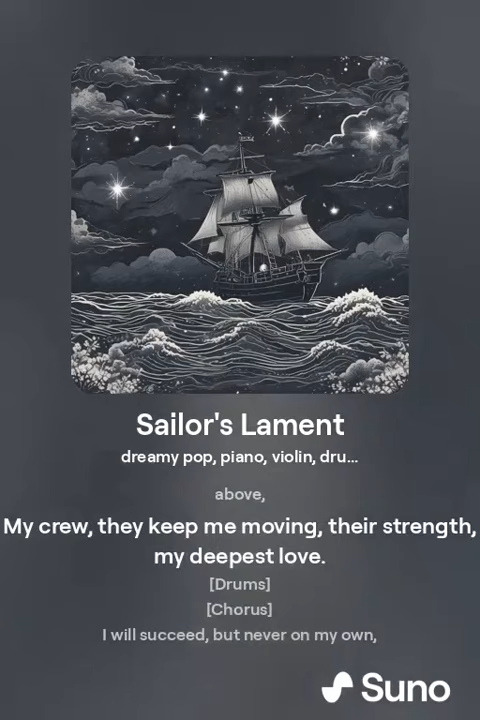 Sailor's Lament
dreamy pop, piano, violin, dru...
above,
My crew, they keep me moving, their strength,
my deepest love.
[Drums]
[Chorus]
I will succeed, but never on my own,
Suno